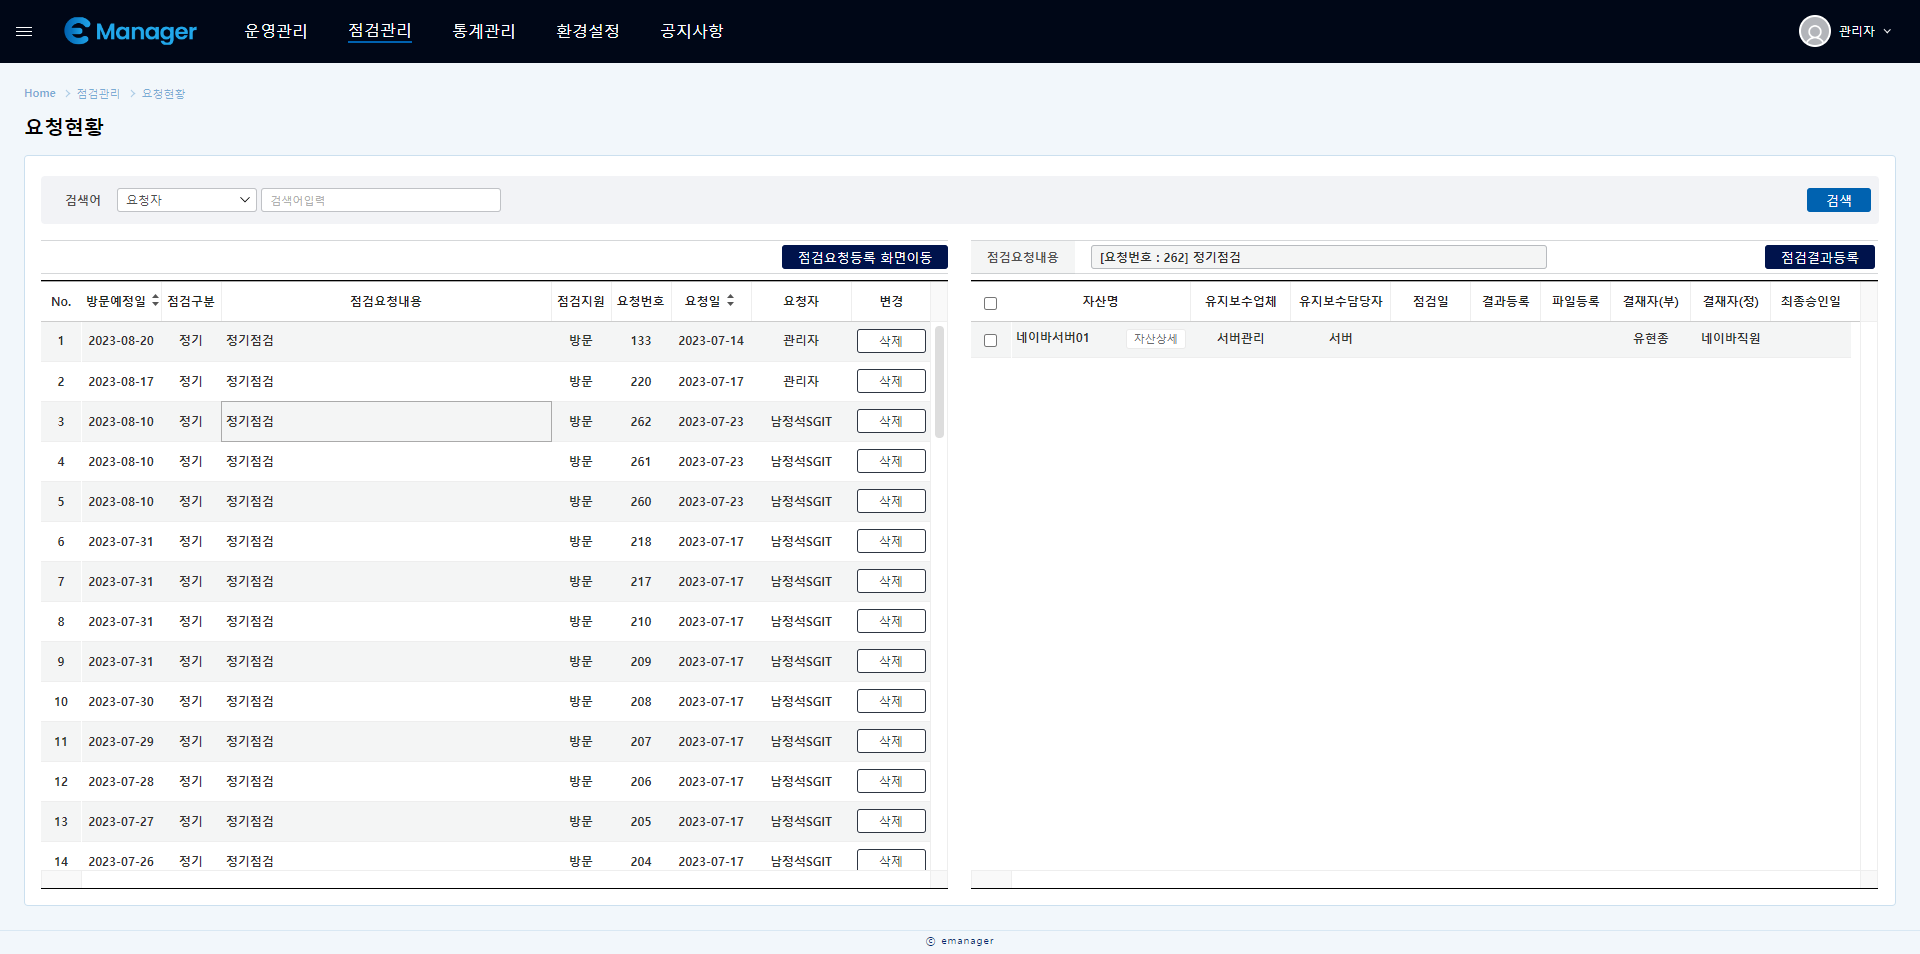 Manager 운영관리 점검관리 통계관리 환경설정 공지사항 관리자
Home 점검관리 요청현황
요청현황
검색어 요청자 검색어입력 검색
점검요청등록 화면이동 점검요청내용 [요청번호 : 262] 정기점검 점검결과등록
No. 방문예정일 점검구분 점검요청내용 점검지원 요청번호 요청일 요청자 변경 자산명 유지보수업체 유지보수담당자 점검일 결과등록 파일등록 결재자(부) 결재자(정) 최종승인일
1 2023-08-20 정기 정기점검 방문 133 2023-07-14 관리자 삭제 네이바서버01 자산상세 서버관리 서버 유현종 네이바직원
2 2023-08-17 정기 정기점검 방문 220 2023-07-17 관리자 삭제
3 2023-08-10 정기 정기점검 방문 262 2023-07-23 남정석SGIT 삭제
4 2023-08-10 정기 정기점검 방문 261 2023-07-23 남정석SGIT 삭제
5 2023-08-10 정기 정기점검 방문 260 2023-07-23 남정석SGIT 삭제
6 2023-07-31 정기 정기점검 방문 218 2023-07-17 남정석SGIT 삭제
7 2023-07-31 정기 정기점검 방문 217 2023-07-17 남정석SGIT 삭제
8 2023-07-31 정기 정기점검 방문 210 2023-07-17 남정석SGIT 삭제
9 2023-07-31 정기 정기점검 방문 209 2023-07-17 남정석SGIT 삭제
10 2023-07-30 정기 정기점검 방문 208 2023-07-17 남정석SGIT 삭제
11 2023-07-29 정기 정기점검 방문 207 2023-07-17 남정석SGIT 삭제
12 2023-07-28 정기 정기점검 방문 206 2023-07-17 남정석SGIT 삭제
13 2023-07-27 정기 정기점검 방문 205 2023-07-17 남정석SGIT 삭제
14 2023-07-26 정기 정기점검 방문 204 2023-07-17 남정석SGIT 삭제
ⓒ emanager